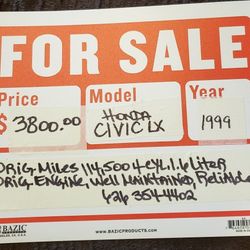 FOR SALE
Price Model Year
$ 3800.00 HONDA CIVIC LX 1999
ORIG. Miles 114,500 4 CYL. 1.6 Liter
ORIG. ENGINE, Well MAINTAINED, Reliable
636 354 4402
BAZIC
WWW.BAZICPRODUCTS.COM